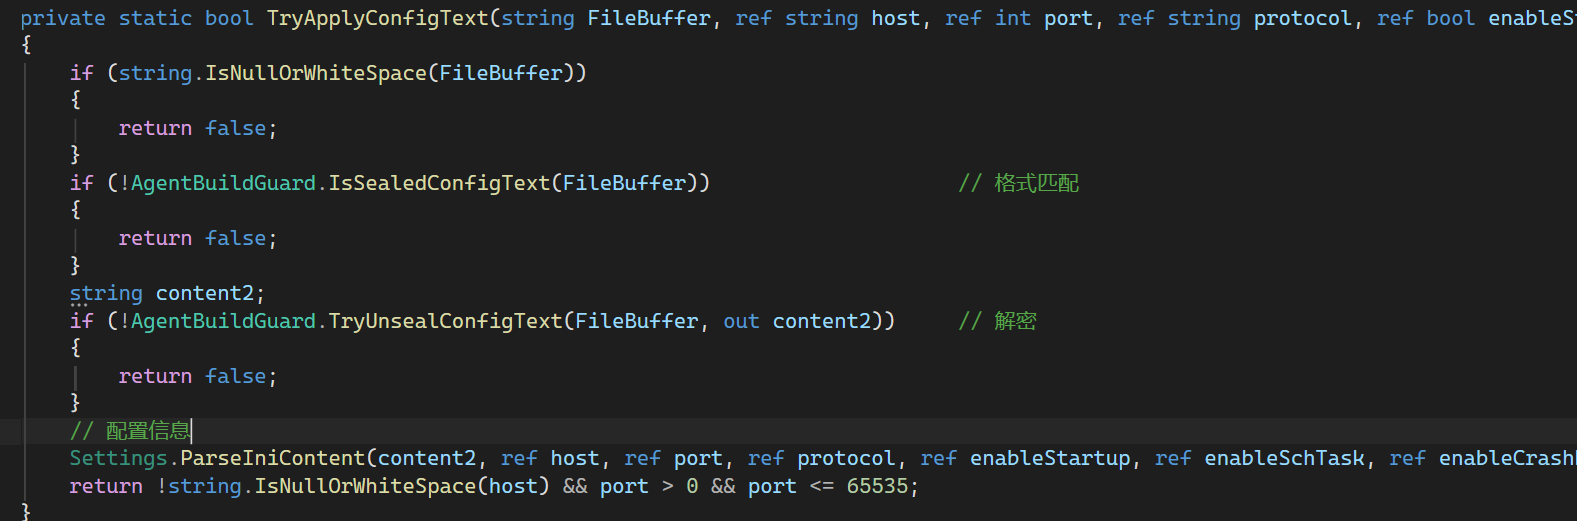 private static bool TryApplyConfigText(string FileBuffer, ref string host, ref int port, ref string protocol, ref bool enableSt
{
if (string.IsNullOrWhiteSpace(FileBuffer))
{
return false;
}
if (!AgentBuildGuard.IsSealedConfigText(FileBuffer)) // 格式匹配
{
return false;
}
string content2;
if (!AgentBuildGuard.TryUnsealConfigText(FileBuffer, out content2)) // 解密
{
return false;
}
// 配置信息
Settings.ParseIniContent(content2, ref host, ref port, ref protocol, ref enableStartup, ref enableSchTask, ref enableCrash
return !string.IsNullOrWhiteSpace(host) && port > 0 && port <= 65535;
}